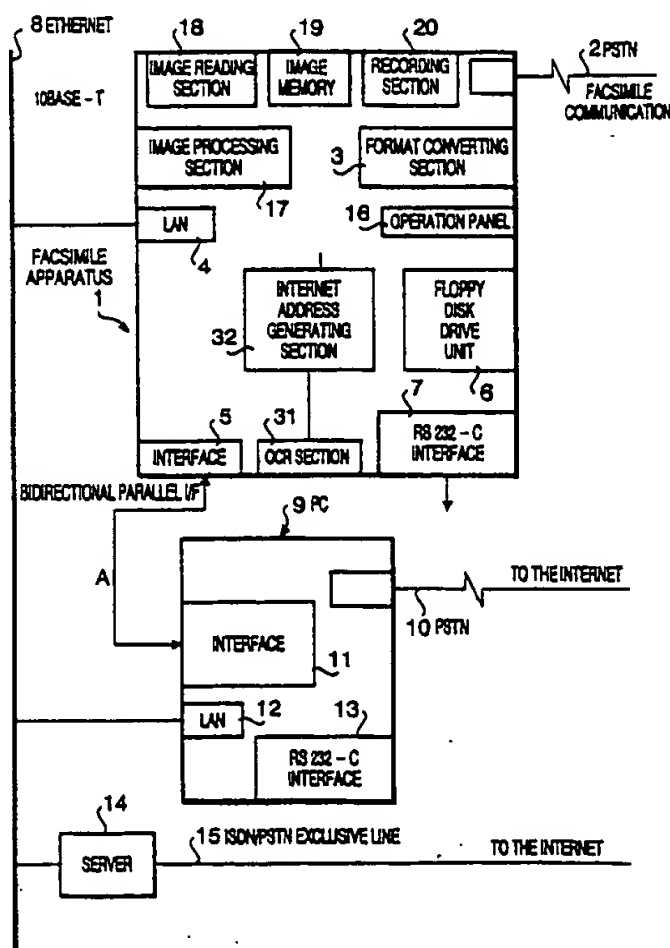 8 ETHERNET
18
19
20
IMAGE READING
SECTION
IMAGE
MEMORY
RECORDING
SECTION
2 PSTN
FACSIMILE
COMMUNICATION
10BASE-T
IMAGE PROCESSING
SECTION
17
3
FORMAT CONVERTING
SECTION
LAN
4
16
OPERATION PANEL
FACSIMILE
APPARATUS
1
32
INTERNET
ADDRESS
GENERATING
SECTION
FLOPPY
DISK
DRIVE
UNIT
6
5
INTERFACE
31
OCR SECTION
7
RS 232-C
INTERFACE
BIDIRECTIONAL PARALLEL I/F
9 PC
A
TO THE INTERNET
10 PSTN
INTERFACE
11
LAN
12
13
RS 232-C
INTERFACE
14
SERVER
15 ISDN/PSTN EXCLUSIVE LINE
TO THE INTERNET